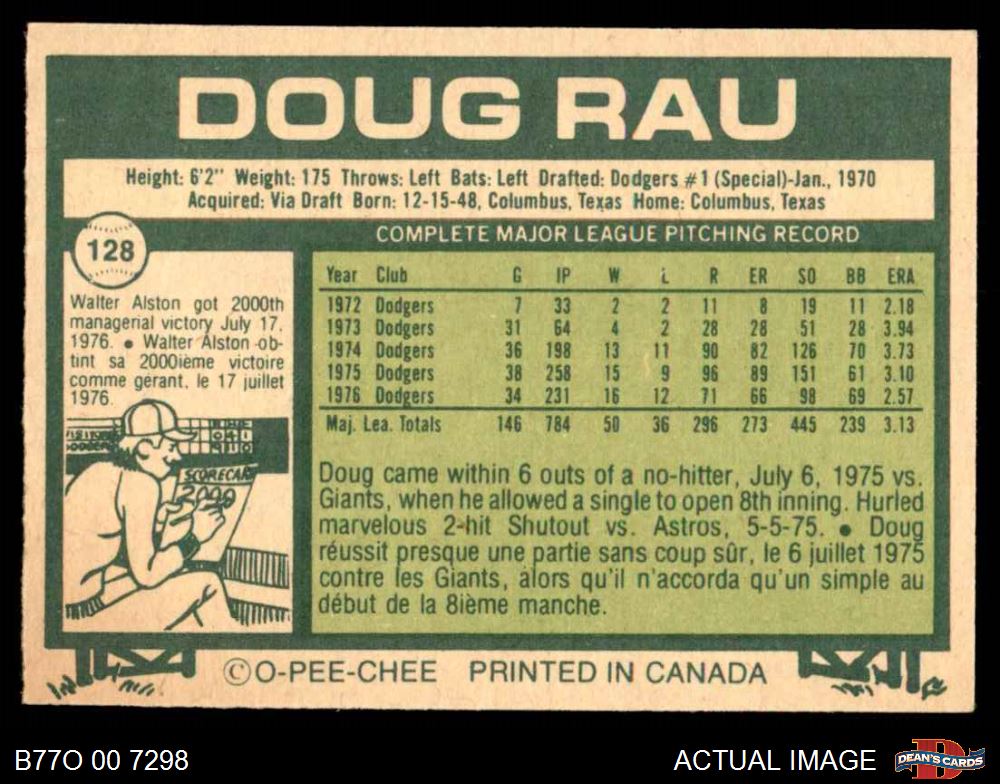 DOUG RAU
Height: 6'2" Weight: 175 Throws: Left Bats: Left Drafted: Dodgers #1 (Special)-Jan., 1970
Acquired: Via Draft Born: 12-15-48, Columbus, Texas Home: Columbus, Texas
128
COMPLETE MAJOR LEAGUE PITCHING RECORD
Year Club G IP W L R ER SO BB ERA
1972 Dodgers 7 33 2 2 11 8 19 11 2.18
1973 Dodgers 31 64 4 2 28 28 51 28 3.94
1974 Dodgers 36 198 13 11 90 82 126 70 3.73
1975 Dodgers 38 258 15 9 96 89 151 61 3.10
1976 Dodgers 34 231 16 12 71 66 98 69 2.57
Maj. Lea. Totals 146 784 50 36 296 273 445 239 3.13
Walter Alston got 2000th
managerial victory July 17,
1976. • Walter Alston ob-
tint sa 2000ième victoire
comme gérant, le 17 juillet
1976.
VISITORS 0 4 1
DODGERS
SCORECARD
2000
Doug came within 6 outs of a no-hitter, July 6, 1975 vs.
Giants, when he allowed a single to open 8th inning. Hurled
marvelous 2-hit Shutout vs. Astros, 5-5-75. • Doug
réussit presque une partie sans coup sûr, le 6 juillet 1975
contre les Giants, alors qu'il n'accorda qu'un simple au
début de la 8ième manche.
© O-PEE-CHEE PRINTED IN CANADA
B77O 00 7298
ACTUAL IMAGE
D
DEAN'S CARDS